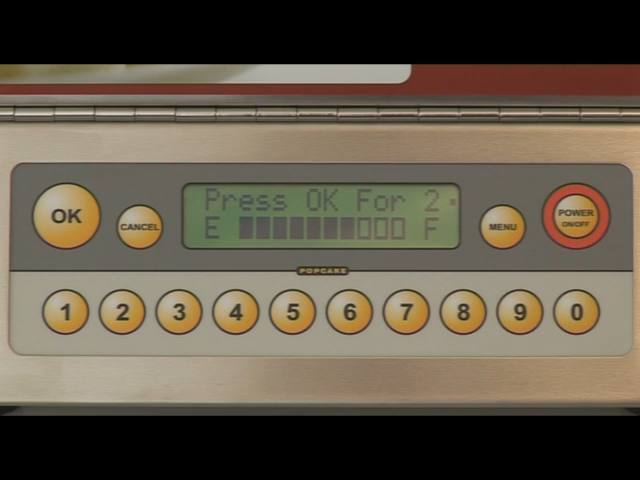 Press OK For 2
E F
OK
CANCEL
MENU
POWER
ON/OFF
POPCAKE
1 2 3 4 5 6 7 8 9 0